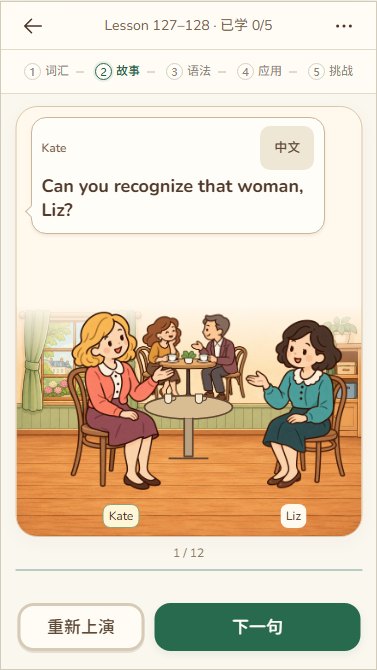 Lesson 127–128 · 已学 0/5
1 词汇 – 2 故事 – 3 语法 – 4 应用 – 5 挑战
Kate
中文
Can you recognize that woman,
Liz?
Kate
Liz
1 / 12
重新上演
下一句